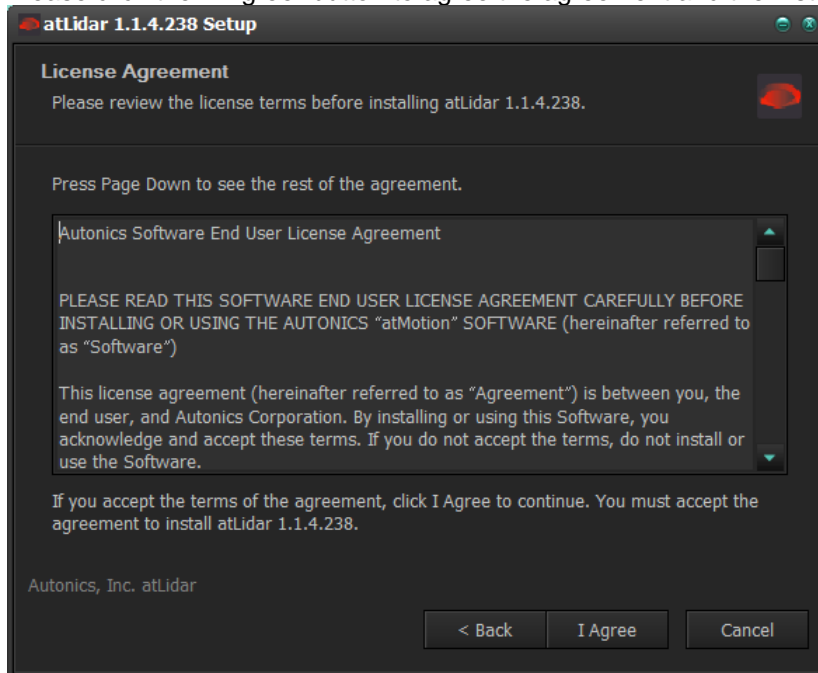 atLidar 1.1.4.238 Setup
License Agreement
Please review the license terms before installing atLidar 1.1.4.238.
Press Page Down to see the rest of the agreement.
Autonics Software End User License Agreement
PLEASE READ THIS SOFTWARE END USER LICENSE AGREEMENT CAREFULLY BEFORE
INSTALLING OR USING THE AUTONICS “atMotion” SOFTWARE (hereinafter referred to
as “Software”)
This license agreement (hereinafter referred to as “Agreement”) is between you, the
end user, and Autonics Corporation. By installing or using this Software, you
acknowledge and accept these terms. If you do not accept the terms, do not install or
use the Software.
If you accept the terms of the agreement, click I Agree to continue. You must accept the
agreement to install atLidar 1.1.4.238.
Autonics, Inc. atLidar
< Back I Agree Cancel